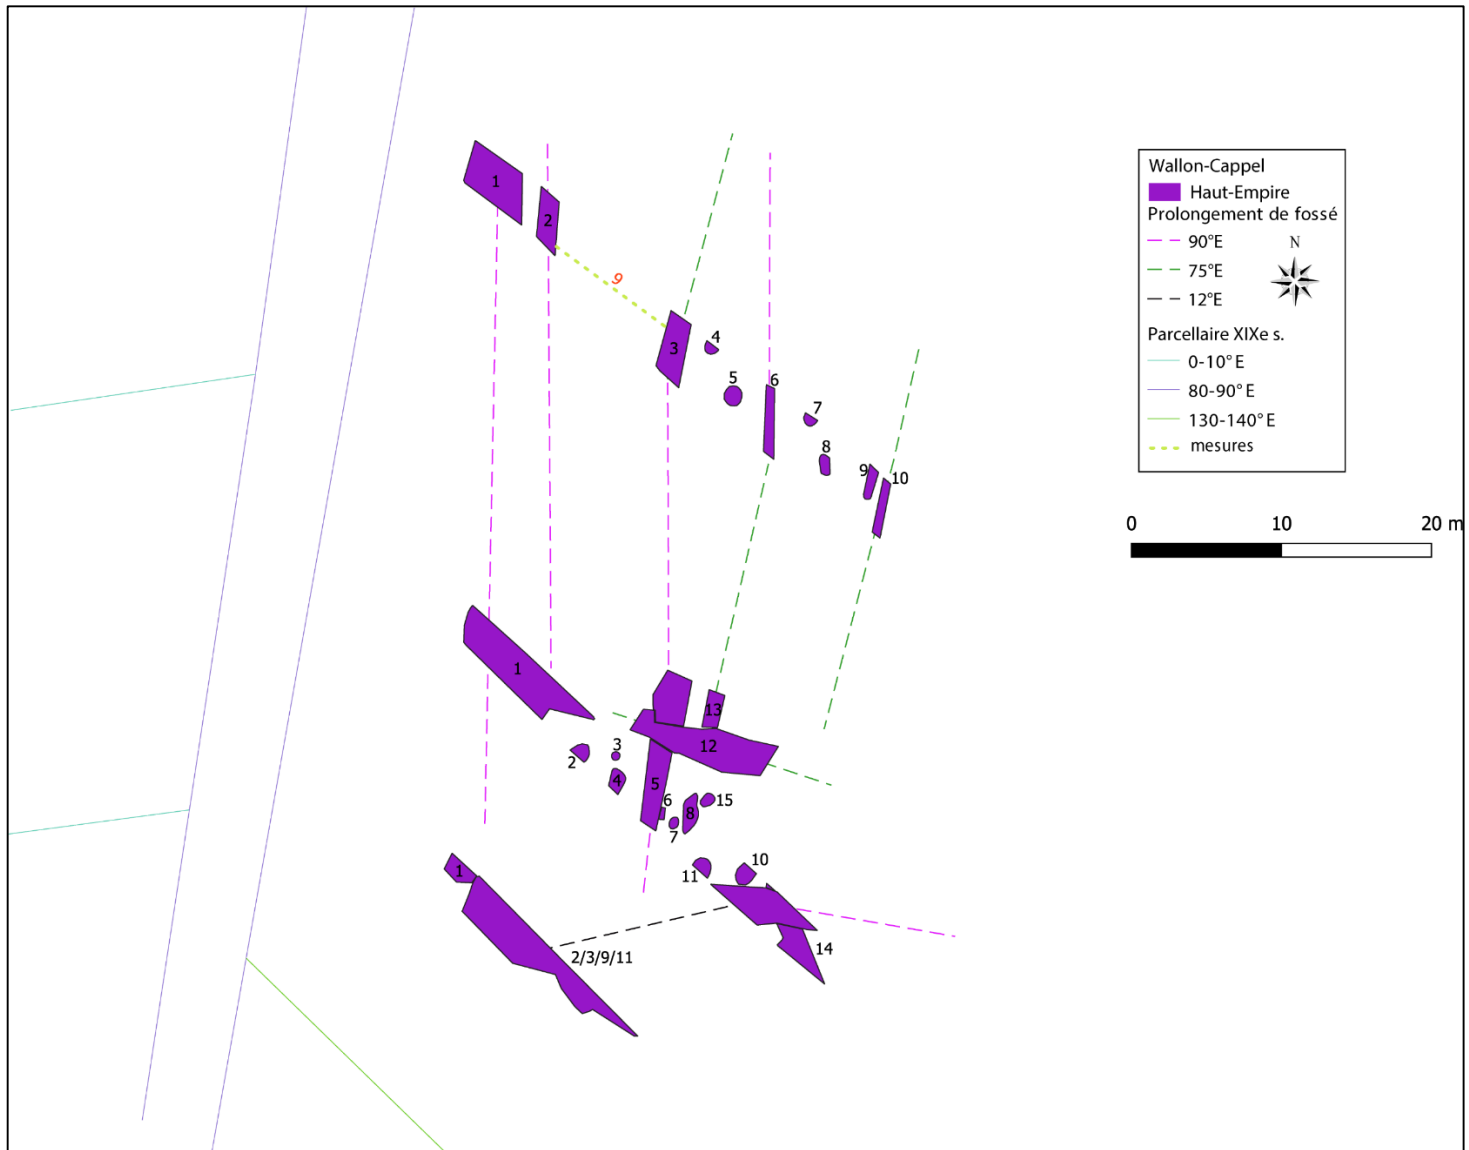 1
2
9
3
4
5
6
7
8
9
10
Wallon-Cappel
Haut-Empire
Prolongement de fossé
90°E
75°E
12°E
N
Parcellaire XIXe s.
0-10°E
80-90°E
130-140°E
mesures
0 10 20 m
1
2
3
4
5
6
7
8
15
13
12
11
10
1
2/3/9/11
14